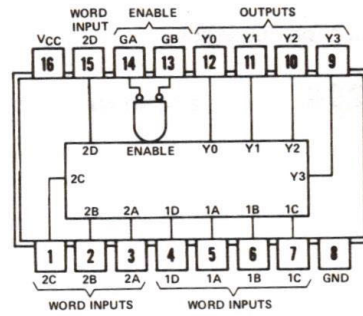 WORD INPUT ENABLE OUTPUTS
VCC 2D GA GB Y0 Y1 Y2 Y3
16 15 14 13 12 11 10 9
2D ENABLE Y0 Y1 Y2
2C Y3
2B 2A 1D 1A 1B 1C
1 2 3 4 5 6 7 8
2C 2B 2A 1D 1A 1B 1C GND
WORD INPUTS WORD INPUTS